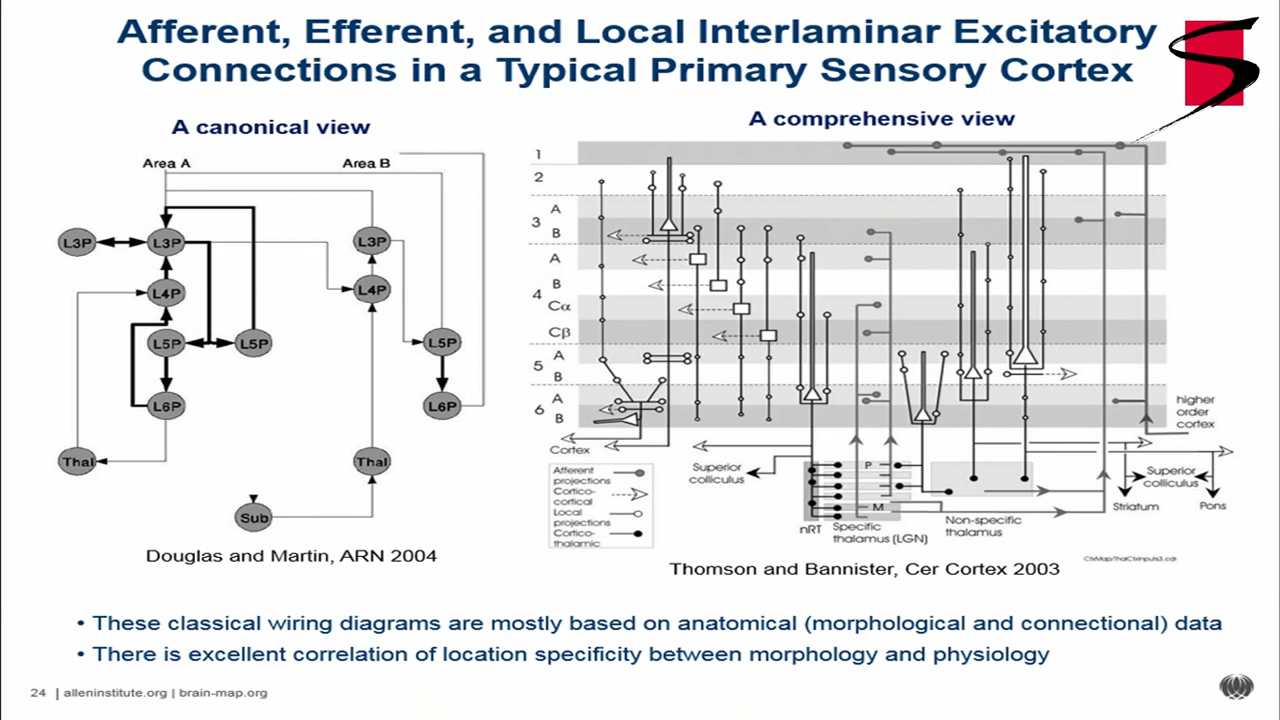 Afferent, Efferent, and Local Interlaminar Excitatory
Connections in a Typical Primary Sensory Cortex
A canonical view
Area A
Area B
L3P
L3P
L3P
L4P
L4P
L5P
L5P
L5P
L6P
L6P
Thal
Thal
Sub
Douglas and Martin, ARN 2004
A comprehensive view
1
2
3
A
B
4
A
B
Cα
Cβ
5
A
B
6
A
B
Cortex
Superior
colliculus
higher
order
cortex
Superior
colliculus
Striatum
Pons
P
M
nRT
Specific
thalamus (LGN)
Non-specific
thalamus
Afferent
projections
Cortico-
cortical
Local
projections
Cortico-
thalamic
CtxMap/ThalCtxinputs3.cdr
Thomson and Bannister, Cer Cortex 2003
• These classical wiring diagrams are mostly based on anatomical (morphological and connectional) data
• There is excellent correlation of location specificity between morphology and physiology
24 | alleninstitute.org | brain-map.org